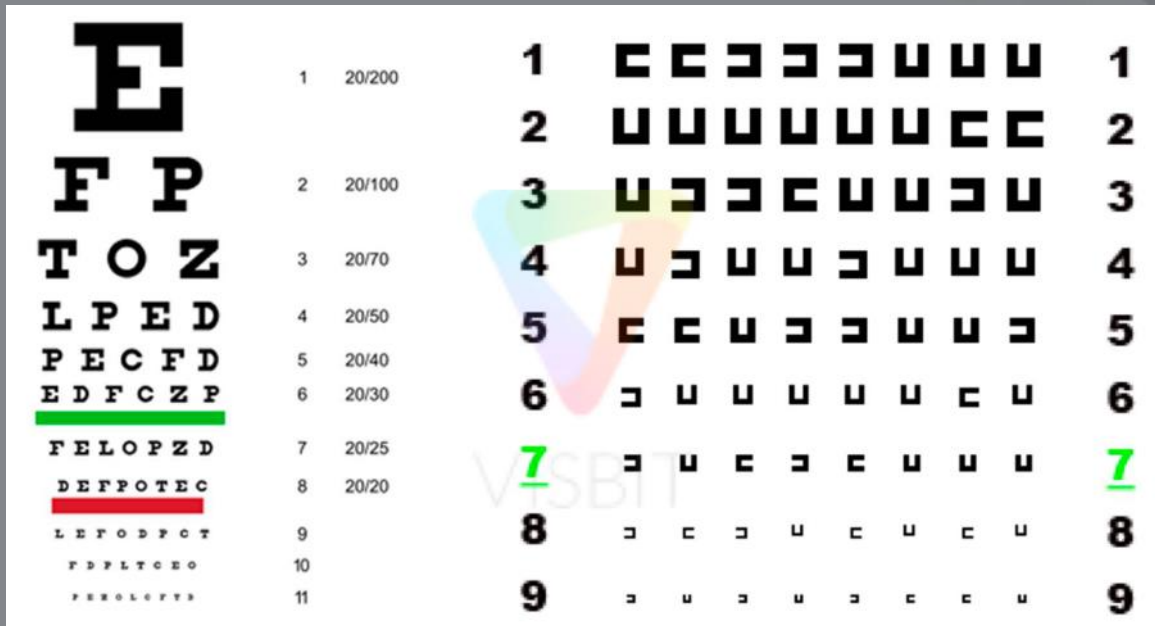 E 1 20/200
F P 2 20/100
T O Z 3 20/70
L P E D 4 20/50
P E C F D 5 20/40
E D F C Z P 6 20/30
F E L O P Z D 7 20/25
D E F P O T E C 8 20/20
L E F O D P C T 9
F D P L T C E O 10
11
1 1
2 2
3 3
4 4
5 5
6 6
7 7
8 8
9 9
VISBIT